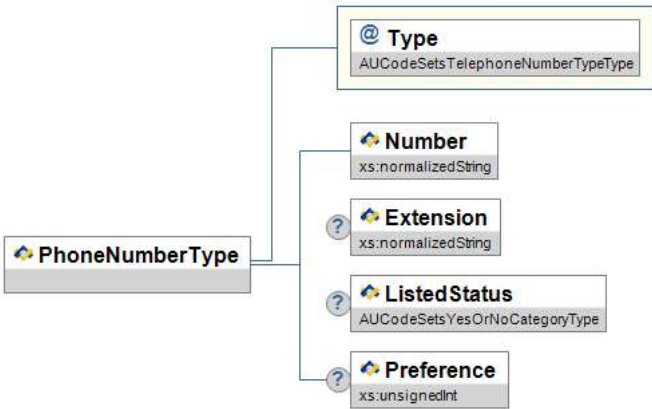 @ Type
AUCodeSetsTelephoneNumberTypeType
Number
xs:normalizedString
? Extension
xs:normalizedString
PhoneNumberType
? ListedStatus
AUCodeSetsYesOrNoCategoryType
? Preference
xs:unsignedInt